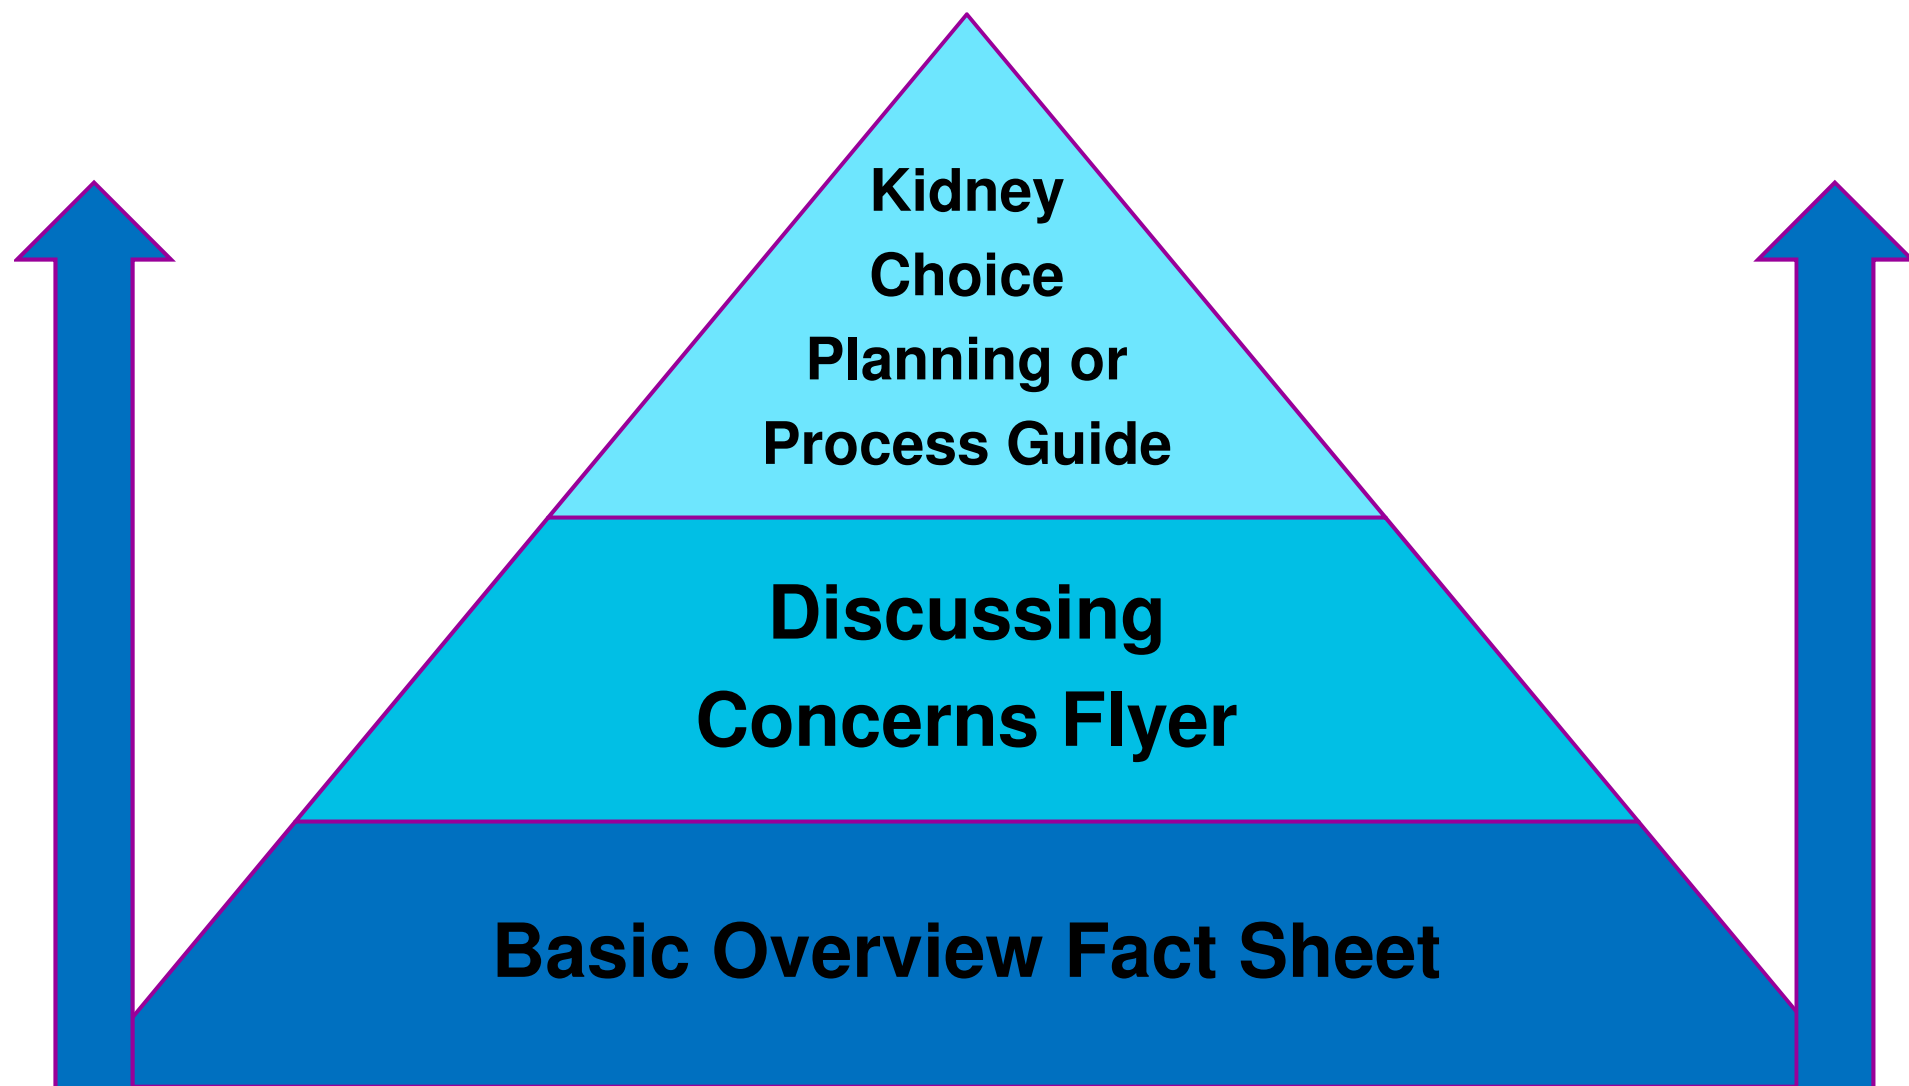 Kidney
Choice
Planning or
Process Guide
Discussing
Concerns Flyer
Basic Overview Fact Sheet